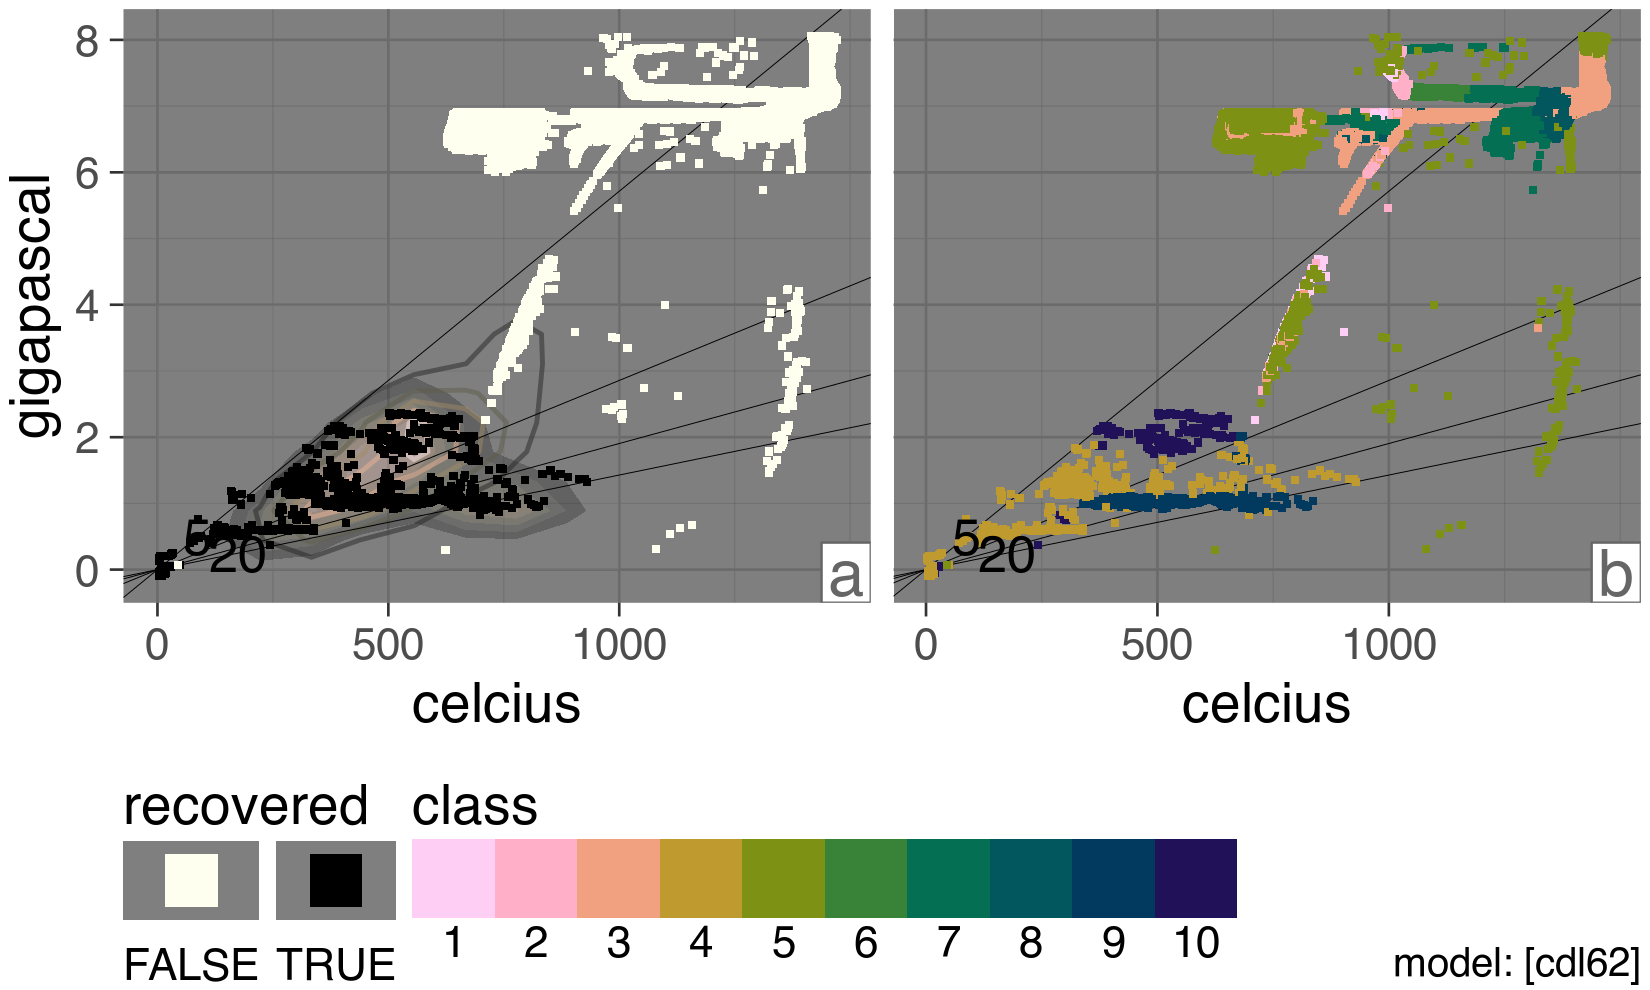 gigapascal
8
6
4
2
0
5
20
a
5
20
b
0 500 1000
0 500 1000
celcius
celcius
recovered
FALSE TRUE
class
1 2 3 4 5 6 7 8 9 10
model: [cdl62]